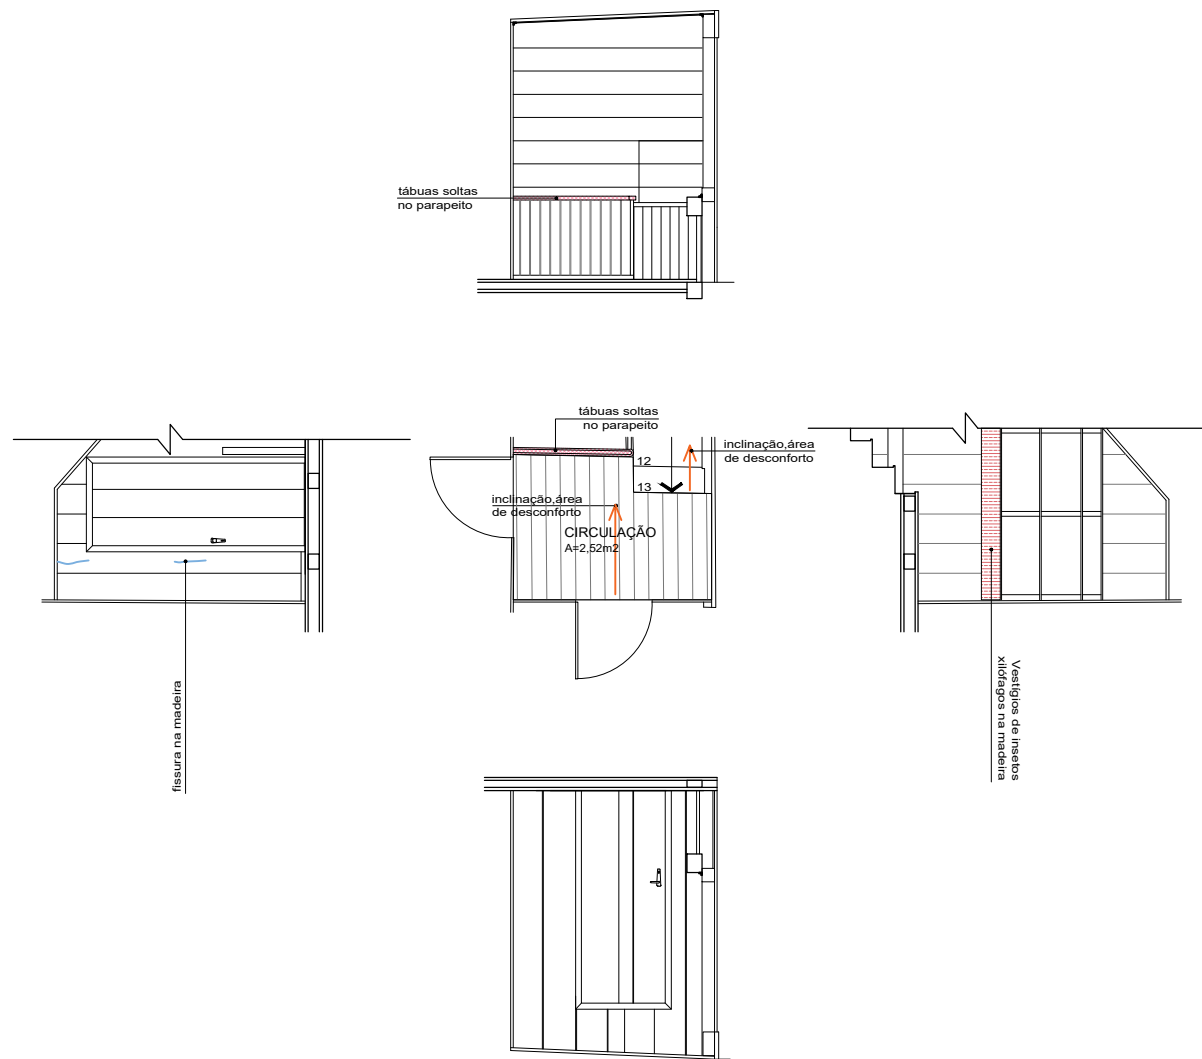 tábuas soltas
no parapeito
tábuas soltas
no parapeito
inclinação,área
de desconforto
12
13
inclinação,área
de desconforto
CIRCULAÇÃO
A=2,52m2
fissura na madeira
Vestígios de insetos
xilófagos na madeira